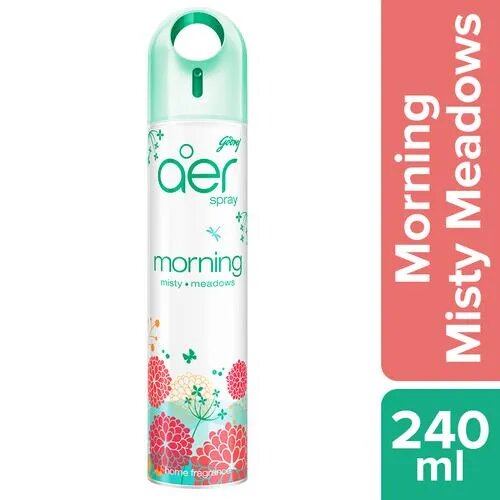 Godrej
aer
spray
morning
misty • meadows
home fragrance
Morning
Misty Meadows
240
ml